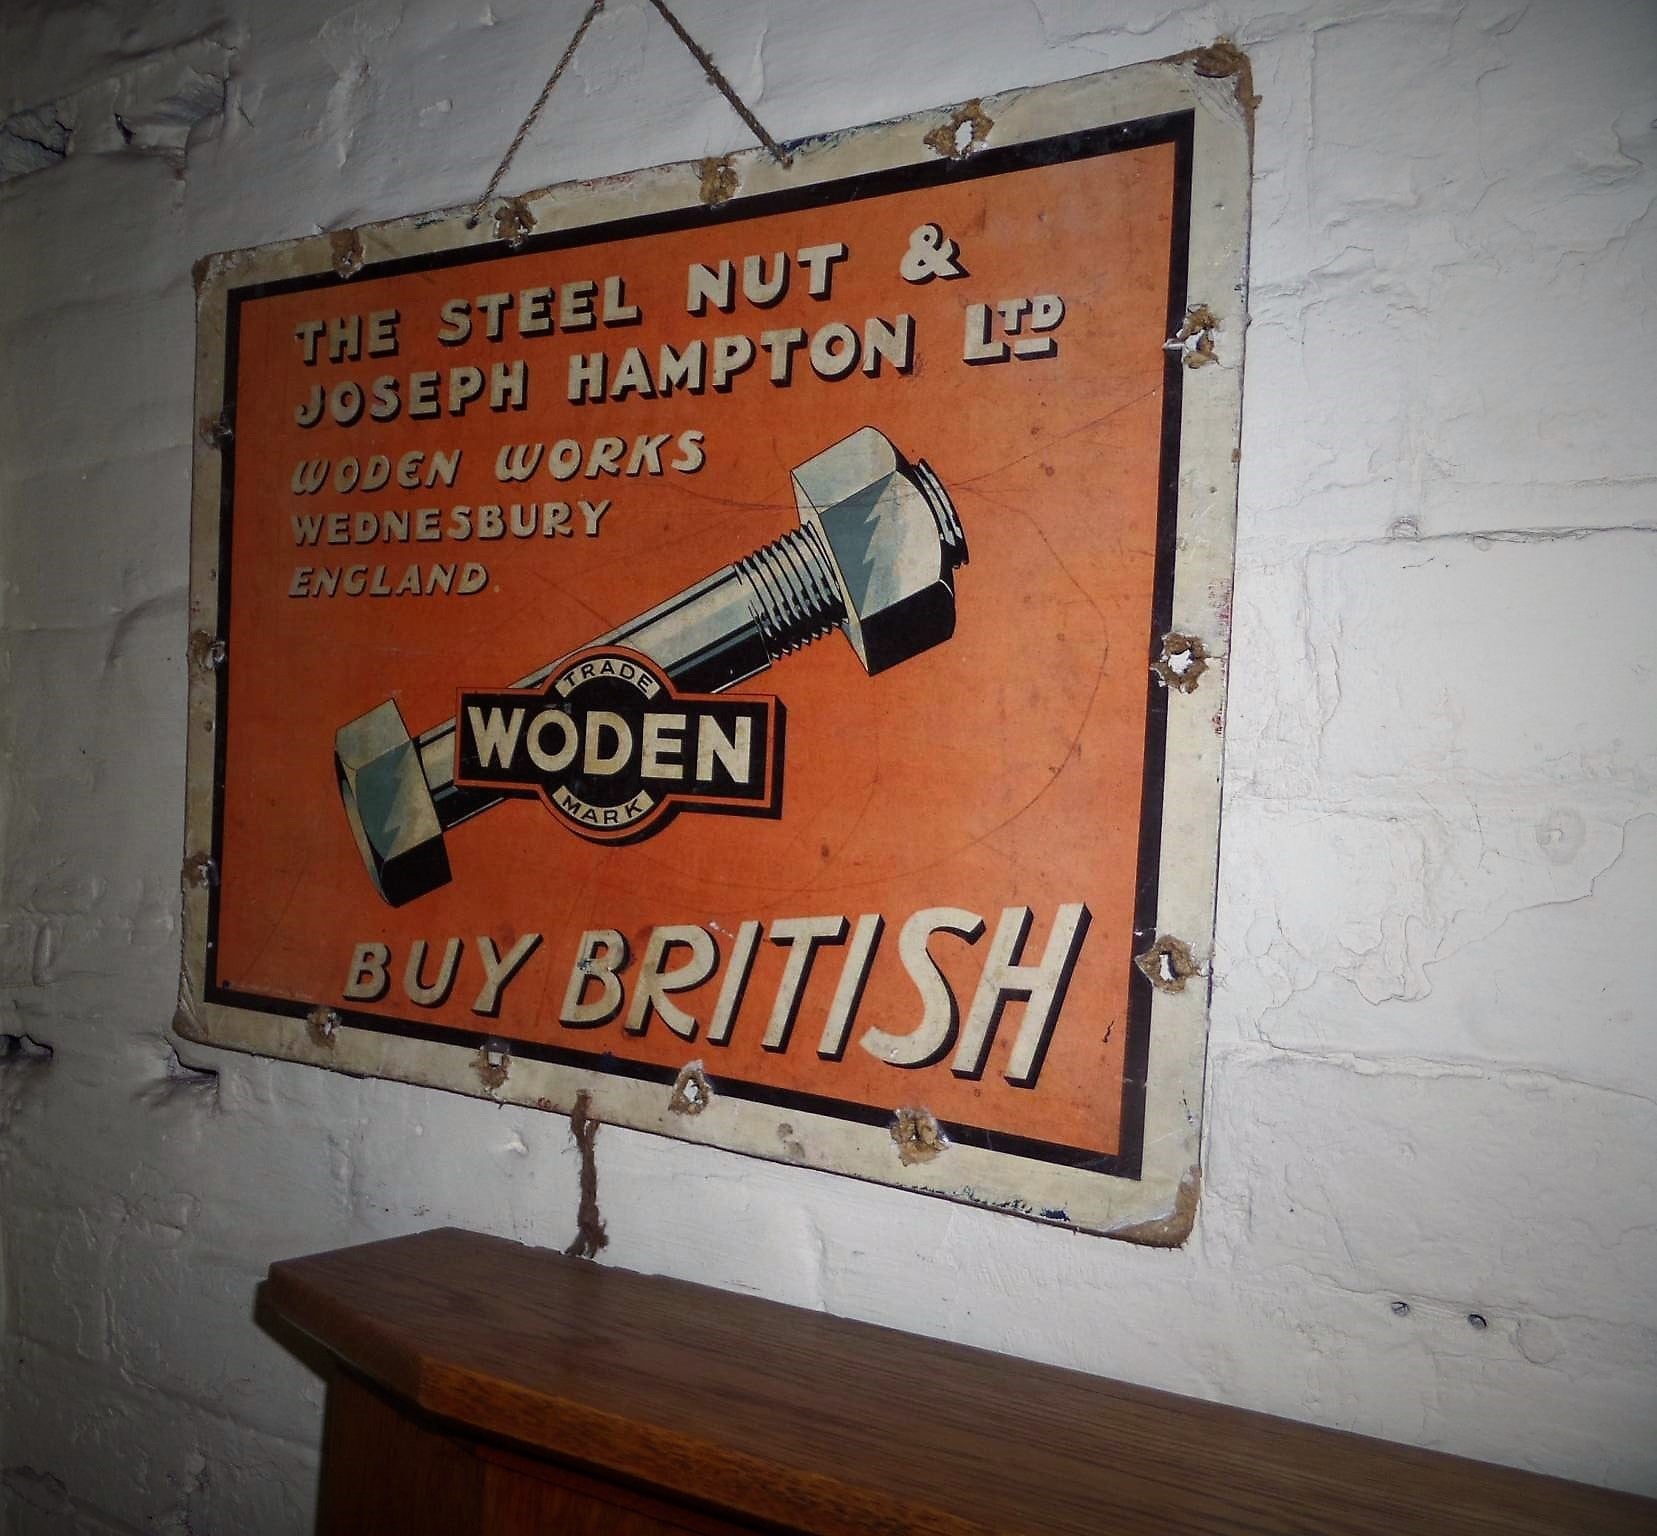 THE STEEL NUT &
JOSEPH HAMPTON LTD
WODEN WORKS
WEDNESBURY
ENGLAND.
TRADE
WODEN
MARK
BUY BRITISH